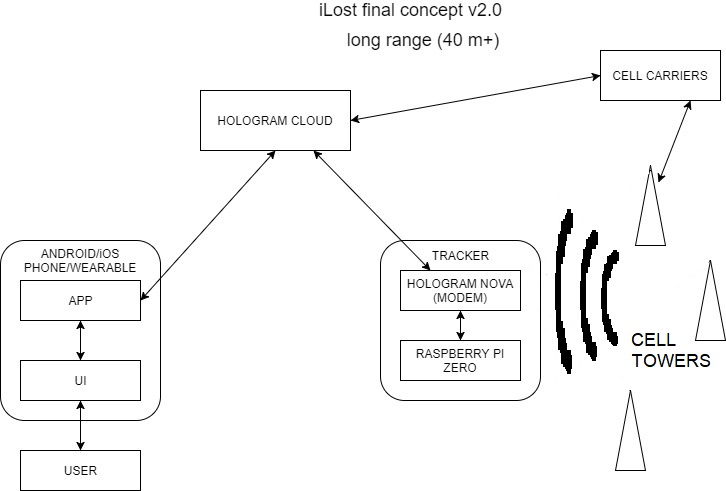 iLost final concept v2.0
long range (40 m+)
CELL CARRIERS
HOLOGRAM CLOUD
ANDROID/iOS
PHONE/WEARABLE
APP
UI
USER
TRACKER
HOLOGRAM NOVA
(MODEM)
RASPBERRY PI
ZERO
CELL
TOWERS